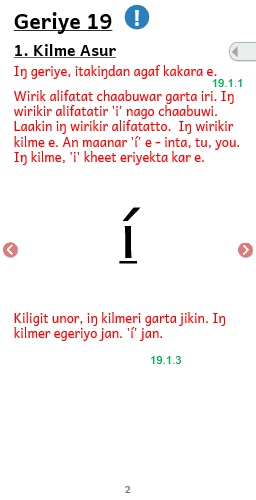 Geriye 19
!
1. Kilme Asur
Iŋ geriye, itakiŋdan agaf kakara e.
19.1.1
Wirik alifatat chaabuwar garta iri. Iŋ
wirikir alifatatir 'i' nago chaabuwi.
Laakin iŋ wirikir alifatatto. Iŋ wirikir
kilme e. An maanar 'í' e - inta, tu, you.
Iŋ kilme, 'i' kheet eriyekta kar e.
í
Kiligit unor, iŋ kilmeri garta jikin. Iŋ
kilmer egeriyo jan. 'í' jan.
19.1.3
2